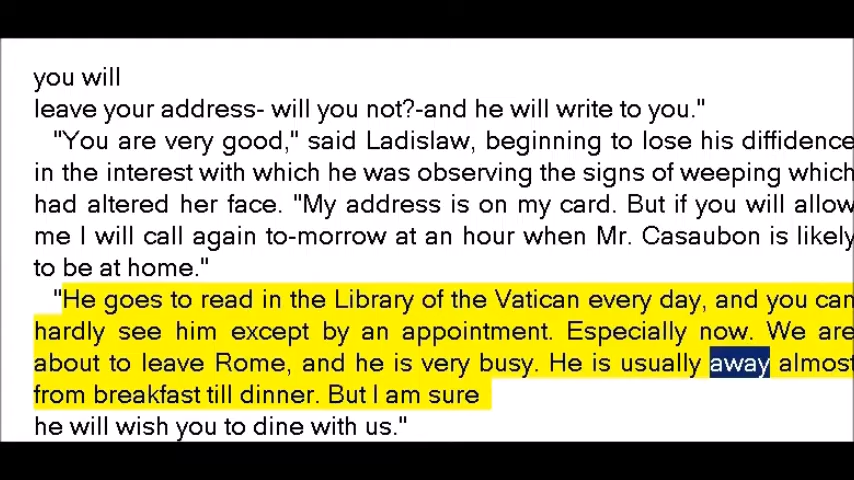 you will
leave your address- will you not?-and he will write to you."
"You are very good," said Ladislaw, beginning to lose his diffidence
in the interest with which he was observing the signs of weeping which
had altered her face. "My address is on my card. But if you will allow
me I will call again to-morrow at an hour when Mr. Casaubon is likely
to be at home."
"He goes to read in the Library of the Vatican every day, and you can
hardly see him except by an appointment. Especially now. We are
about to leave Rome, and he is very busy. He is usually away almost
from breakfast till dinner. But I am sure
he will wish you to dine with us."